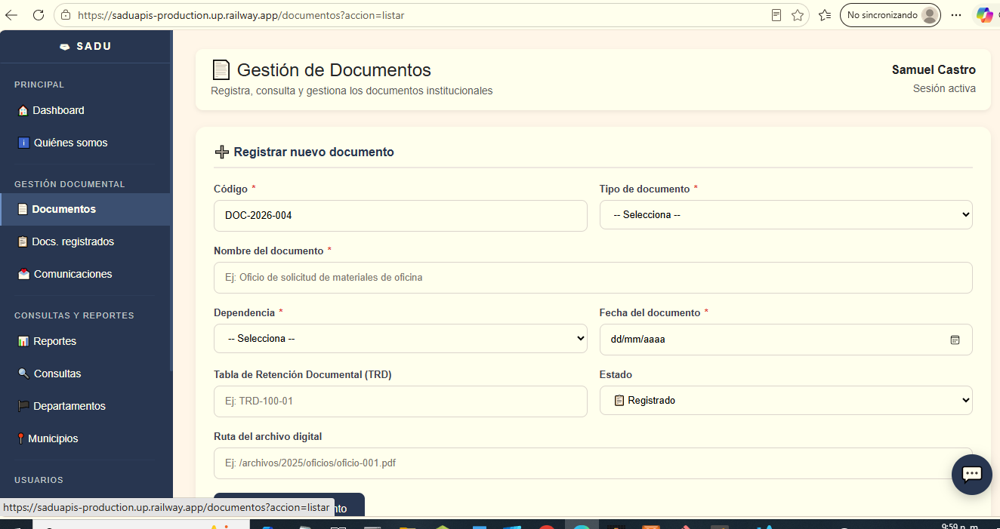 https://saduapis-production.up.railway.app/documentos?accion=listar
No sincronizando
SADU
PRINCIPAL
Dashboard
Quiénes somos
GESTIÓN DOCUMENTAL
Documentos
Docs. registrados
Comunicaciones
CONSULTAS Y REPORTES
Reportes
Consultas
Departamentos
Municipios
USUARIOS
Gestión de Documentos
Registra, consulta y gestiona los documentos institucionales
Samuel Castro
Sesión activa
Registrar nuevo documento
Código *
DOC-2026-004
Tipo de documento *
-- Selecciona --
Nombre del documento *
Ej: Oficio de solicitud de materiales de oficina
Dependencia *
-- Selecciona --
Fecha del documento *
dd/mm/aaaa
Tabla de Retención Documental (TRD)
Ej: TRD-100-01
Estado
Registrado
Ruta del archivo digital
Ej: /archivos/2025/oficios/oficio-001.pdf
https://saduapis-production.up.railway.app/documentos?accion=listar
9:59 p. m.